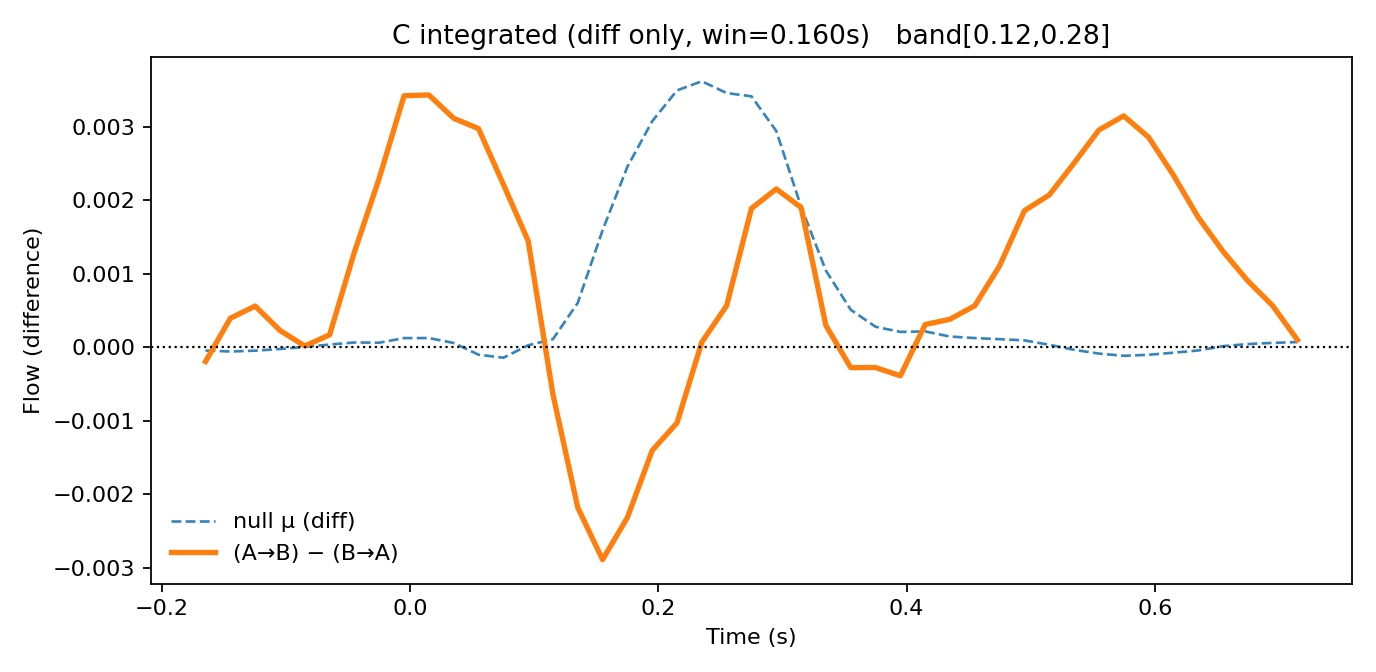 C integrated (diff only, win=0.160s)   band[0.12,0.28]
Flow (difference)
0.003
0.002
0.001
0.000
−0.001
−0.002
−0.003
null μ (diff)
(A→B) − (B→A)
−0.2
0.0
0.2
0.4
0.6
Time (s)